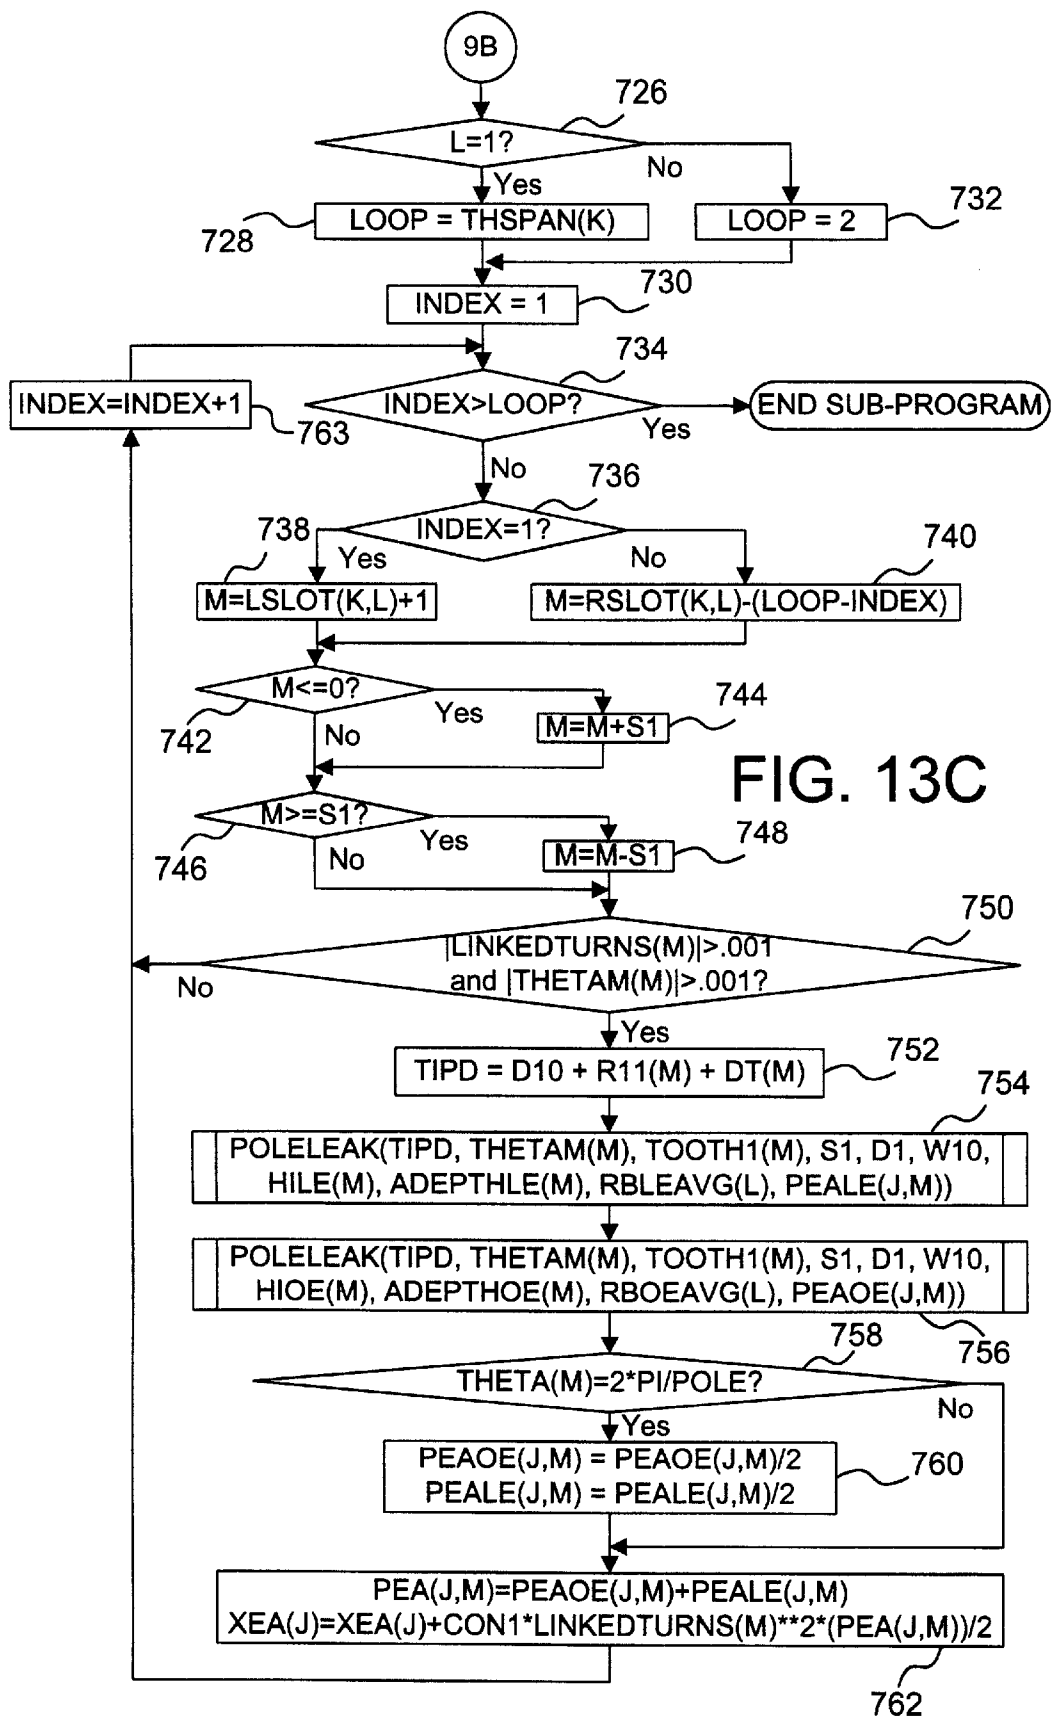 9B
726
L=1?
No
Yes
LOOP = THSPAN(K)
LOOP = 2
732
728
730
INDEX = 1
734
INDEX=INDEX+1
INDEX>LOOP?
END SUB-PROGRAM
763
Yes
No
736
738
INDEX=1?
740
Yes
No
M=LSLOT(K,L)+1
M=RSLOT(K,L)-(LOOP-INDEX)
M<=0?
744
Yes
742
No
M=M+S1
FIG. 13C
M>=S1?
748
Yes
746
No
M=M-S1
750
|LINKEDTURNS(M)|>.001
and |THETAM(M)|>.001?
No
Yes
752
TIPD = D10 + R11(M) + DT(M)
754
POLELEAK(TIPD, THETAM(M), TOOTH1(M), S1, D1, W10,
HILE(M), ADEPTHLE(M), RBLEAVG(L), PEALE(J,M))
POLELEAK(TIPD, THETAM(M), TOOTH1(M), S1, D1, W10,
HIOE(M), ADEPTHOE(M), RBOEAVG(L), PEAOE(J,M))
758
756
THETA(M)=2*PI/POLE?
No
Yes
PEAOE(J,M) = PEAOE(J,M)/2
760
PEALE(J,M) = PEALE(J,M)/2
PEA(J,M)=PEAOE(J,M)+PEALE(J,M)
XEA(J)=XEA(J)+CON1*LINKEDTURNS(M)**2*(PEA(J,M))/2
762